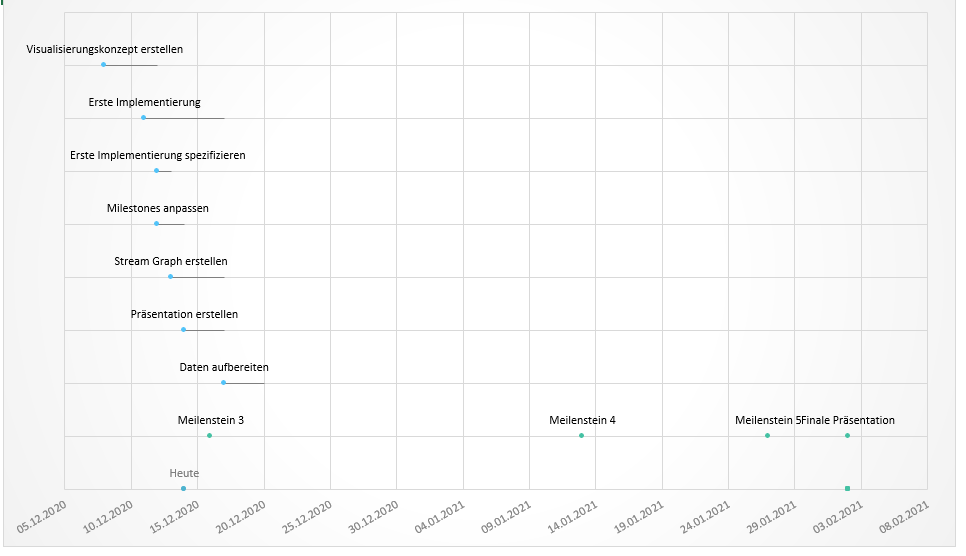 Visualisierungskonzept erstellen
Erste Implementierung
Erste Implementierung spezifizieren
Milestones anpassen
Stream Graph erstellen
Präsentation erstellen
Daten aufbereiten
Meilenstein 3
Meilenstein 4
Meilenstein 5
Finale Präsentation
Heute
05.12.2020
10.12.2020
15.12.2020
20.12.2020
25.12.2020
30.12.2020
04.01.2021
09.01.2021
14.01.2021
19.01.2021
24.01.2021
29.01.2021
03.02.2021
08.02.2021